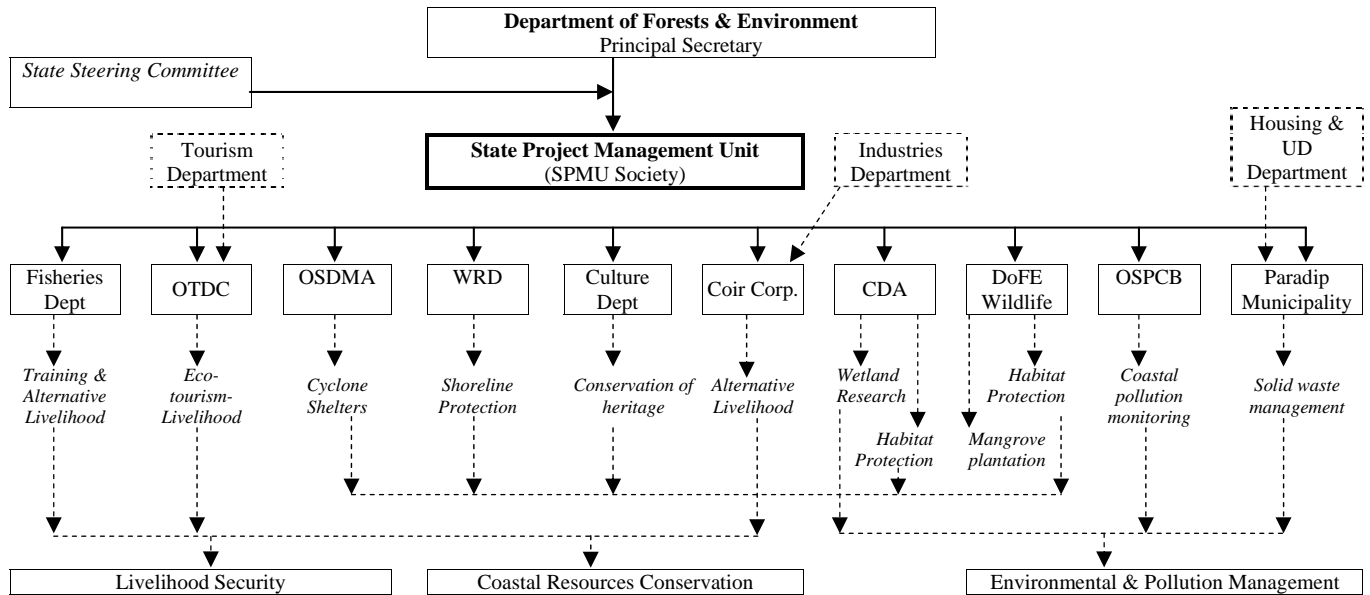 Department of Forests & Environment
Principal Secretary
State Steering Committee
Tourism
Department
State Project Management Unit
(SPMU Society)
Industries
Department
Housing &
UD
Department
Fisheries
Dept
OTDC
OSDMA
WRD
Culture
Dept
Coir Corp.
CDA
DoFE
Wildlife
OSPCB
Paradip
Municipality
Training &
Alternative
Livelihood
Eco-
tourism-
Livelihood
Cyclone
Shelters
Shoreline
Protection
Conservation of
heritage
Alternative
Livelihood
Wetland
Research
Habitat
Protection
Mangrove
plantation
Habitat
Protection
Coastal
pollution
monitoring
Solid waste
management
Livelihood Security
Coastal Resources Conservation
Environmental & Pollution Management